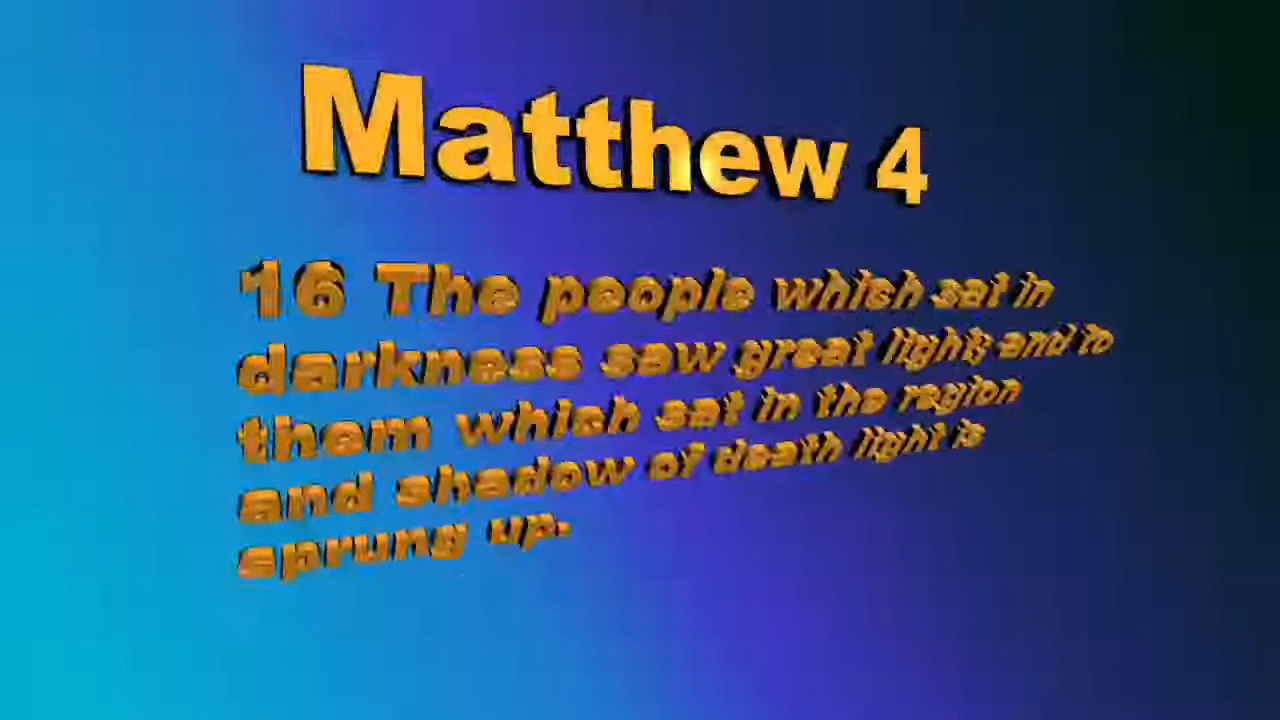 Matthew 4
16 The people which sat in
darkness saw great light; and to
them which sat in the region
and shadow of death light is
sprung up.